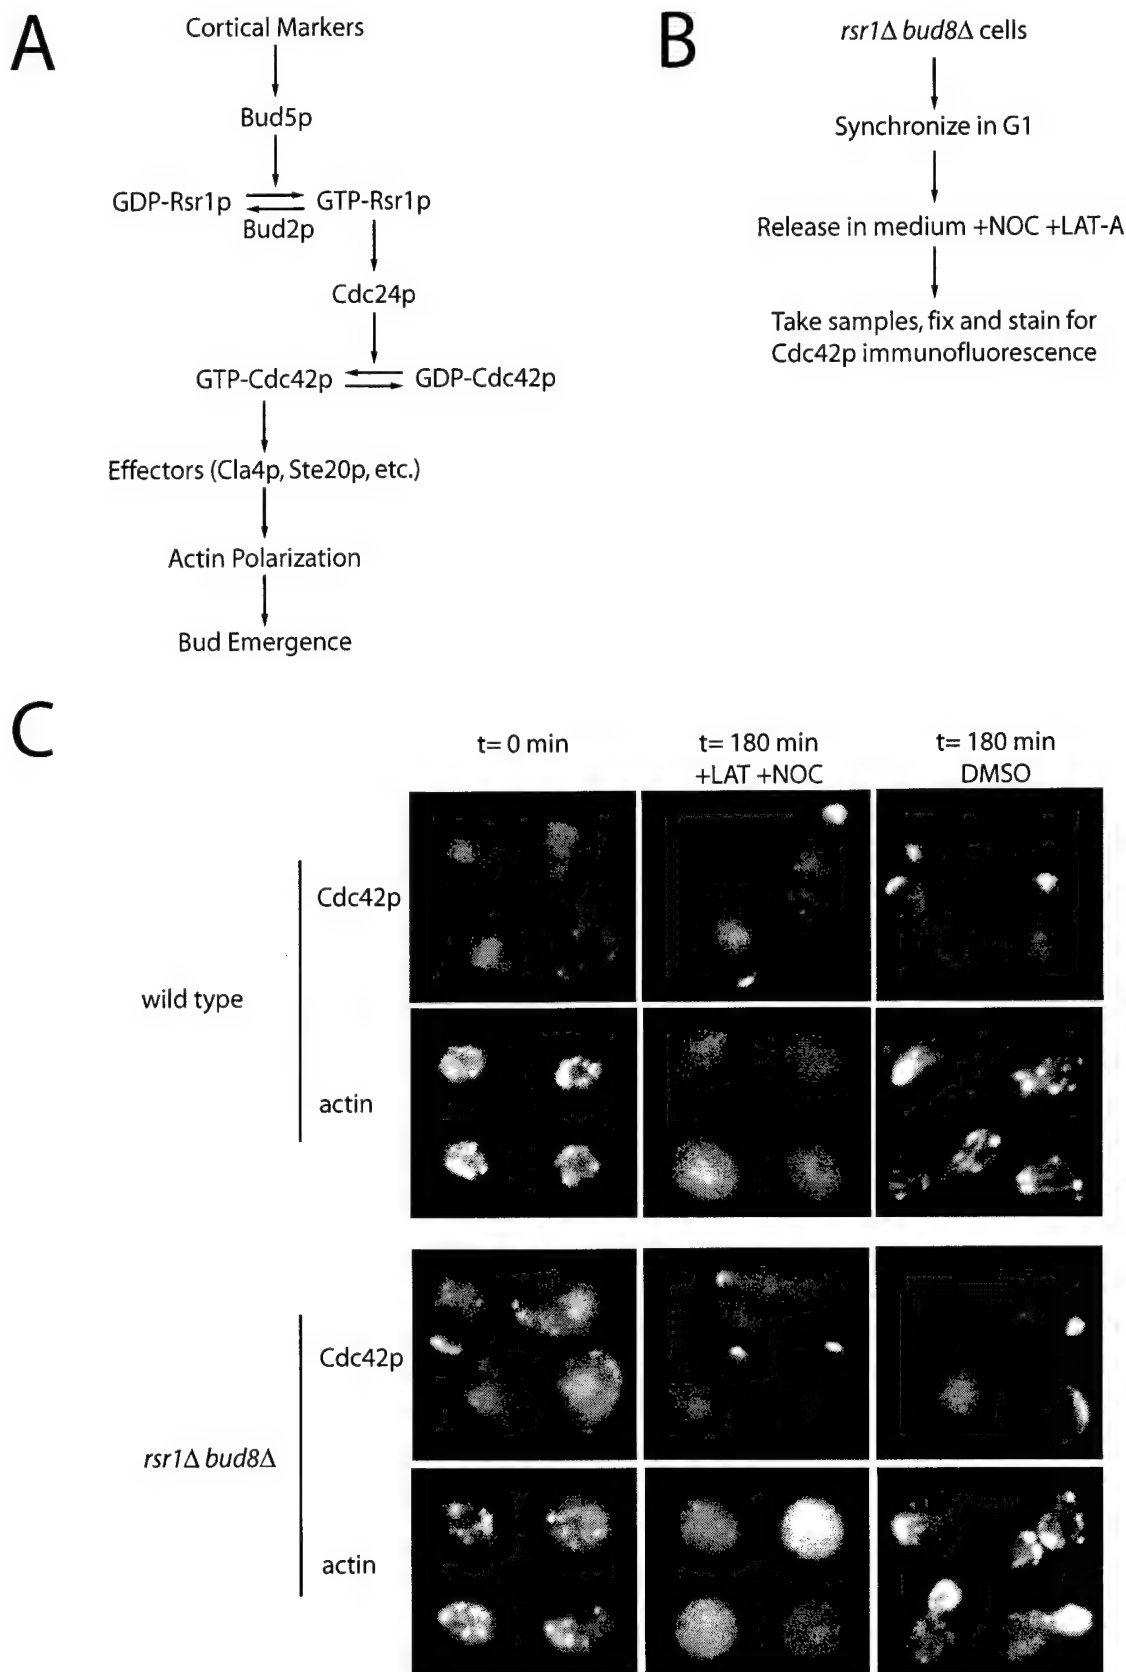 A
Cortical Markers
Bud5p
GDP-Rsr1p
GTP-Rsr1p
Bud2p
Cdc24p
GTP-Cdc42p
GDP-Cdc42p
Effectors (Cla4p, Ste20p, etc.)
Actin Polarization
Bud Emergence
B
rsr1Δ bud8Δ cells
Synchronize in G1
Release in medium +NOC +LAT-A
Take samples, fix and stain for
Cdc42p immunofluorescence
C
t= 0 min
t= 180 min
+LAT +NOC
t= 180 min
DMSO
wild type
Cdc42p
actin
rsr1Δ bud8Δ
Cdc42p
actin